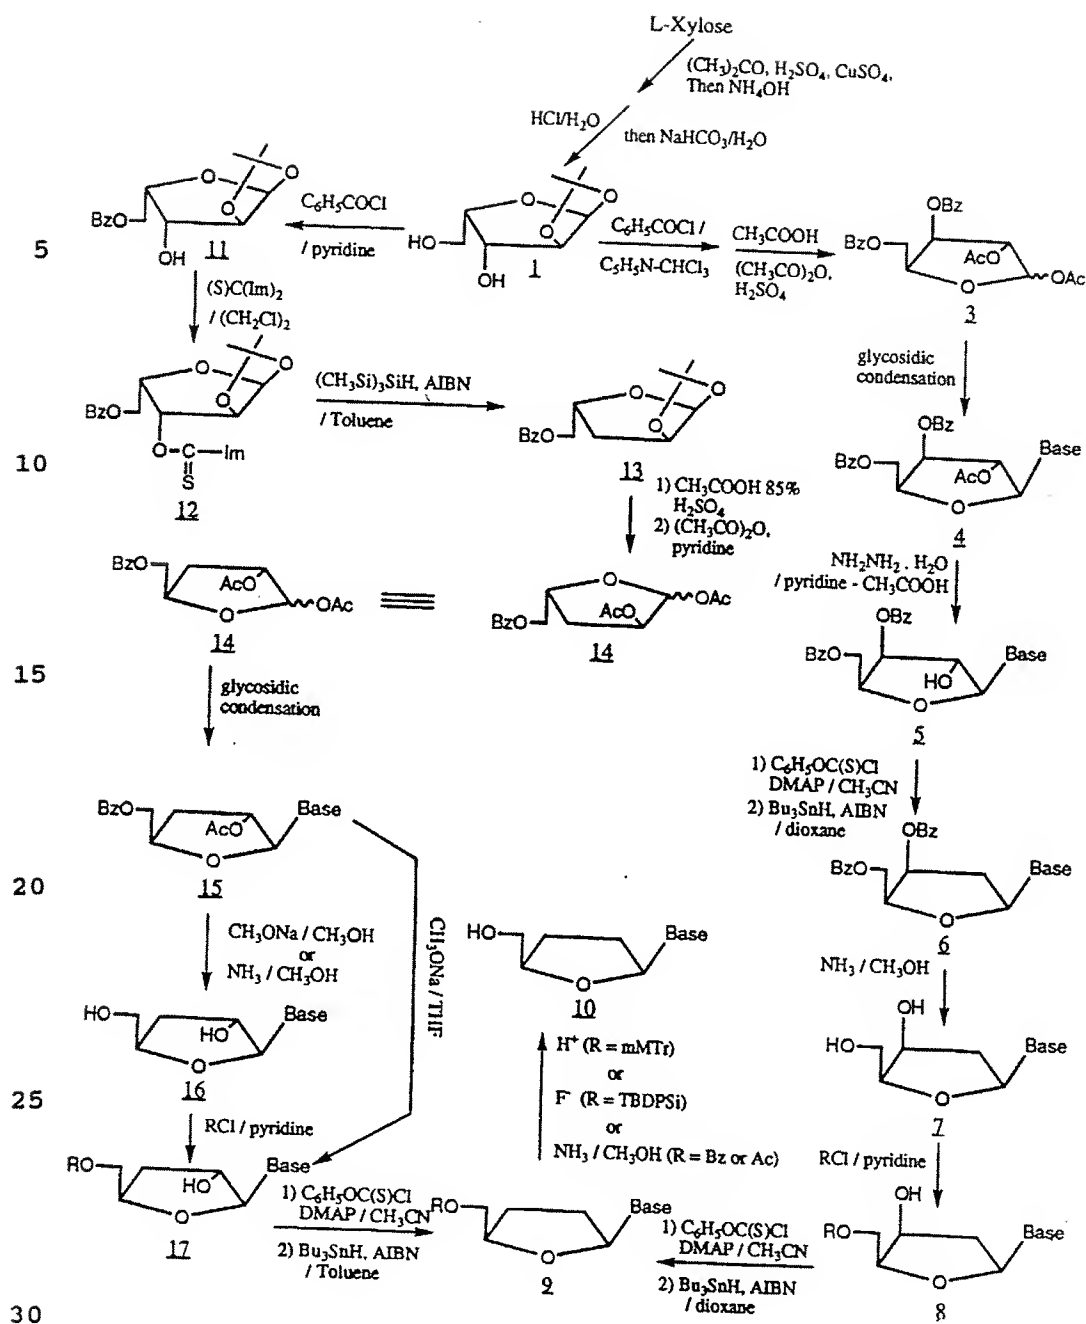 L-Xylose
(CH₃)₂CO, H₂SO₄, CuSO₄,
Then NH₄OH
HCl/H₂O
then NaHCO₃/H₂O
5
O
O
O
BzO
OH
11
C₆H₅COCl
/ pyridine
O
O
O
HO
OH
1
C₆H₅COCl /
C₅H₅N-CHCl₃
CH₃COOH
(CH₃CO)₂O,
H₂SO₄
OBz
BzO
AcO
O
OAc
3
(S)C(Im)₂
/ (CH₂Cl)₂
glycosidic
condensation
O
O
O
BzO
O-C-Im
S
12
(CH₃Si)₃SiH, AIBN
/ Toluene
O
O
O
BzO
13
10
OBz
BzO
AcO
Base
O
4
1) CH₃COOH 85%
H₂SO₄
2) (CH₃CO)₂O,
pyridine
NH₂NH₂ . H₂O
/ pyridine - CH₃COOH
BzO
AcO
O
OAc
14
O
AcO
OAc
BzO
14
15
OBz
BzO
HO
Base
O
5
glycosidic
condensation
1) C₆H₅OC(S)Cl
DMAP / CH₃CN
2) Bu₃SnH, AIBN
/ dioxane
BzO
AcO
Base
O
15
20
OBz
BzO
Base
O
6
CH₃ONa / CH₃OH
or
NH₃ / CH₃OH
CH₃ONa / THF
HO
Base
O
10
NH₃ / CH₃OH
HO
HO
Base
O
16
H⁺ (R = mMTr)
or
F⁻ (R = TBDPSi)
or
NH₃ / CH₃OH (R = Bz or Ac)
OH
HO
Base
O
7
25
RCl / pyridine
RCl / pyridine
RO
HO
Base
O
17
1) C₆H₅OC(S)Cl
DMAP / CH₃CN
2) Bu₃SnH, AIBN
/ Toluene
RO
Base
O
9
1) C₆H₅OC(S)Cl
DMAP / CH₃CN
2) Bu₃SnH, AIBN
/ dioxane
OH
RO
Base
O
8
30